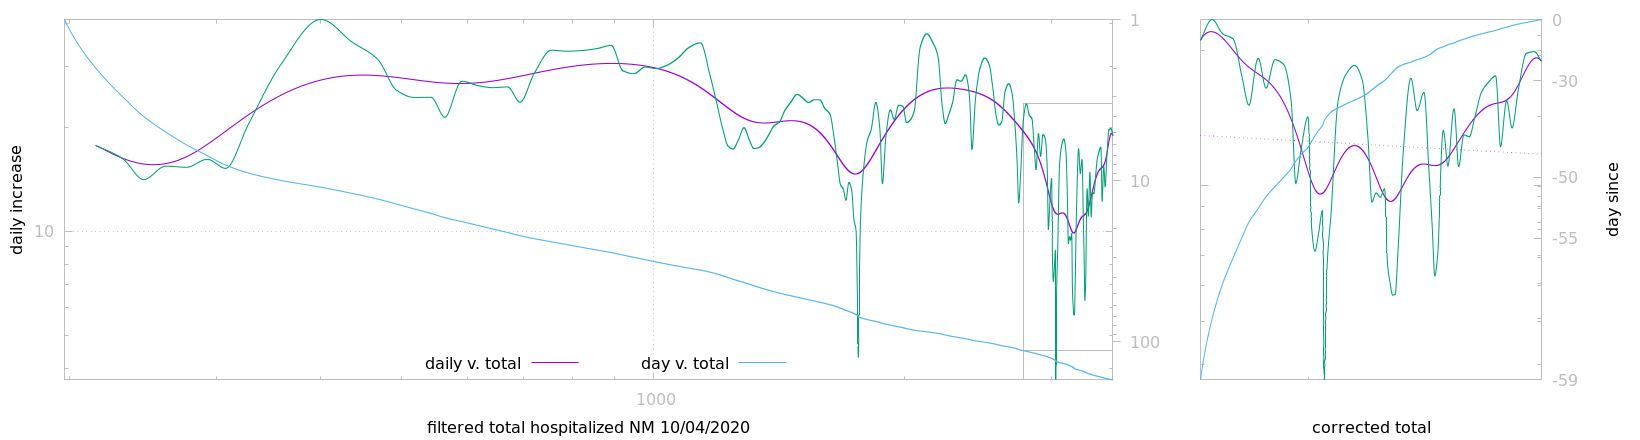 daily increase
10
1000
daily v. total
day v. total
filtered total hospitalized NM 10/04/2020
1
10
100
0
-30
-50
-55
-59
day since
corrected total